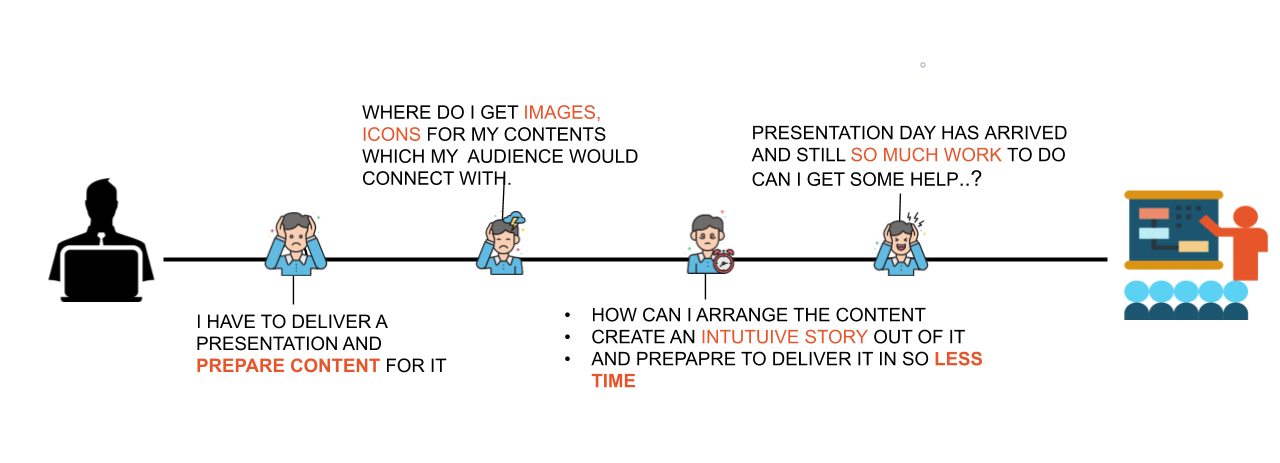 WHERE DO I GET IMAGES,
ICONS FOR MY CONTENTS
WHICH MY AUDIENCE WOULD
CONNECT WITH.
PRESENTATION DAY HAS ARRIVED
AND STILL SO MUCH WORK TO DO
CAN I GET SOME HELP..?
I HAVE TO DELIVER A
PRESENTATION AND
PREPARE CONTENT FOR IT
• HOW CAN I ARRANGE THE CONTENT
• CREATE AN INTUTUIVE STORY OUT OF IT
• AND PREPAPRE TO DELIVER IT IN SO LESS
TIME